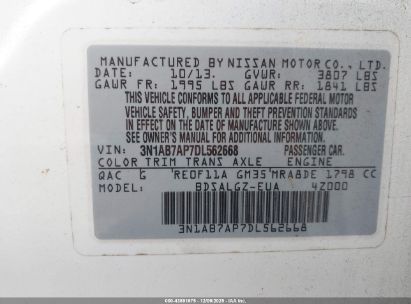 MANUFACTURED BY NISSAN MOTOR CO., LTD.
DATE: 10/13. GVWR: 3807 LBS
GAWR FR: 1995 LBS GAWR RR: 1841 LBS
THIS VEHICLE CONFORMS TO ALL APPLICABLE FEDERAL MOTOR
VEHICLE SAFETY, BUMPER AND THEFT PREVENTION STANDARDS
IN EFFECT ON THE DATE OF MANUFACTURE SHOWN ABOVE.
SEE OWNER'S MANUAL FOR ADDITIONAL INFORMATION.
VIN: 3N1AB7AP7DL562668 PASSENGER CAR.
COLOR TRIM TRANS AXLE ENGINE
QAC G RE0F11A GM35 MRA8DE 1798 CC
MODEL: BDSALGZ-EUA 4Z000
3N1AB7AP7DL562668